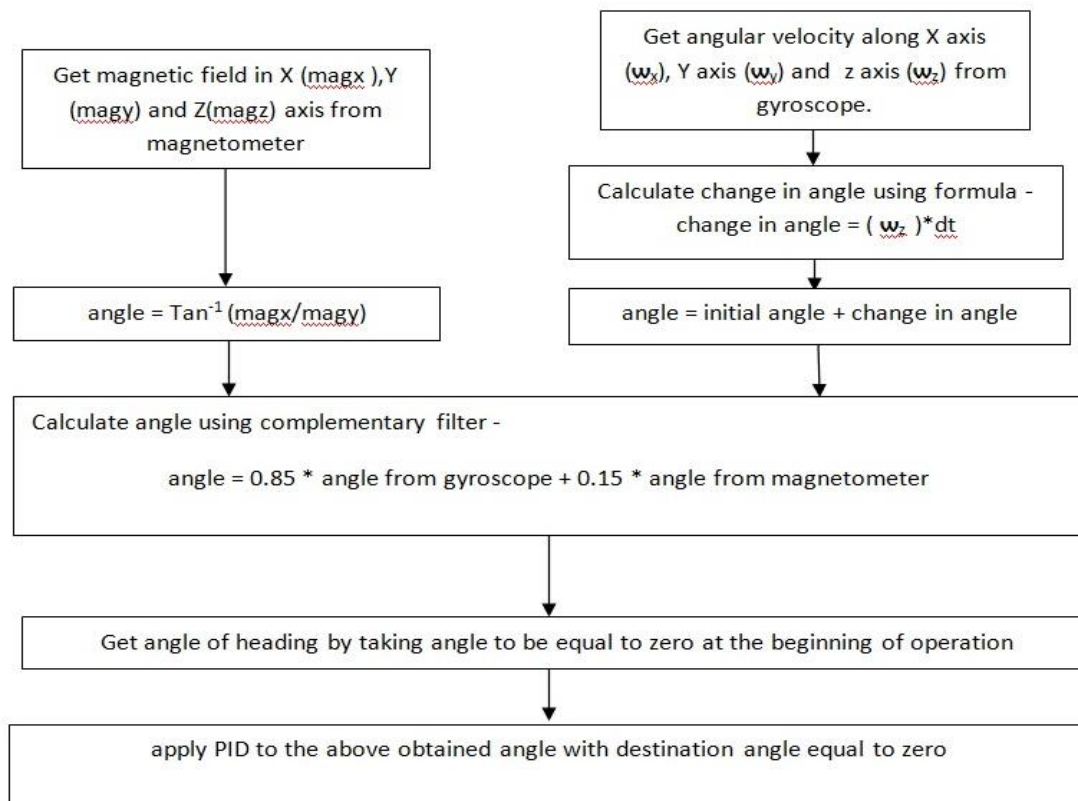 Get magnetic field in X (magx ),Y
(magy) and Z(magz) axis from
magnetometer
angle = Tan⁻¹ (magx/magy)
Get angular velocity along X axis
(wₓ), Y axis (wᵧ) and z axis (w_z) from
gyroscope.
Calculate change in angle using formula -
change in angle = ( w_z )*dt
angle = initial angle + change in angle
Calculate angle using complementary filter -
angle = 0.85 * angle from gyroscope + 0.15 * angle from magnetometer
Get angle of heading by taking angle to be equal to zero at the beginning of operation
apply PID to the above obtained angle with destination angle equal to zero